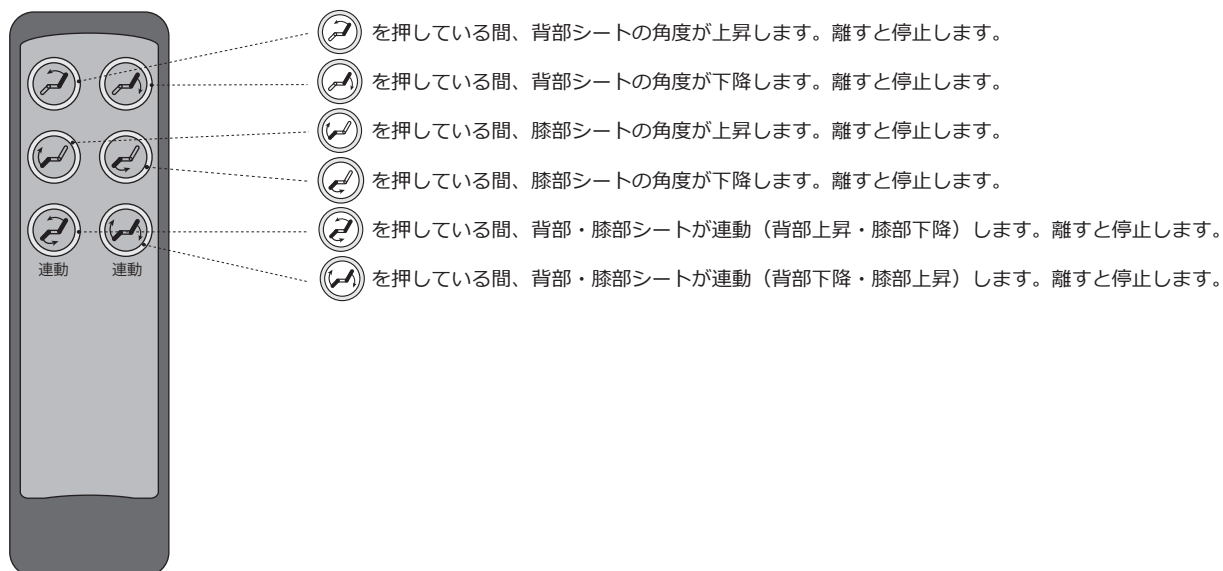 を押している間、背部シートの角度が上昇します。離すと停止します。
を押している間、背部シートの角度が下降します。離すと停止します。
を押している間、膝部シートの角度が上昇します。離すと停止します。
を押している間、膝部シートの角度が下降します。離すと停止します。
を押している間、背部・膝部シートが連動（背部上昇・膝部下降）します。離すと停止します。
を押している間、背部・膝部シートが連動（背部下降・膝部上昇）します。離すと停止します。
連動 連動